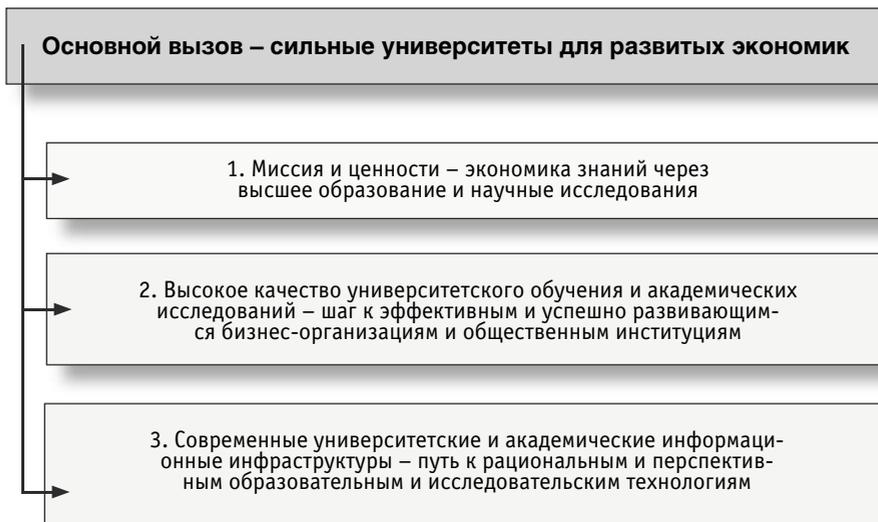 Основной вызов – сильные университеты для развитых экономик
1. Миссия и ценности – экономика знаний через
высшее образование и научные исследования
2. Высокое качество университетского обучения и академических
исследований – шаг к эффективным и успешно развивающим-
ся бизнес-организациям и общественным институциям
3. Современные университетские и академические информаци-
онные инфраструктуры – путь к рациональным и перспектив-
ным образовательным и исследовательским технологиям